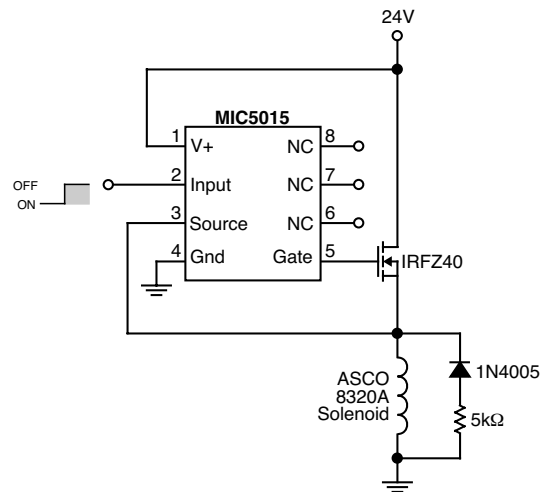 24V
MIC5015
1 V+ NC 8
OFF
ON
2 Input NC 7
3 Source NC 6
4 Gnd Gate 5
IRFZ40
ASCO
8320A
Solenoid
1N4005
5kΩ